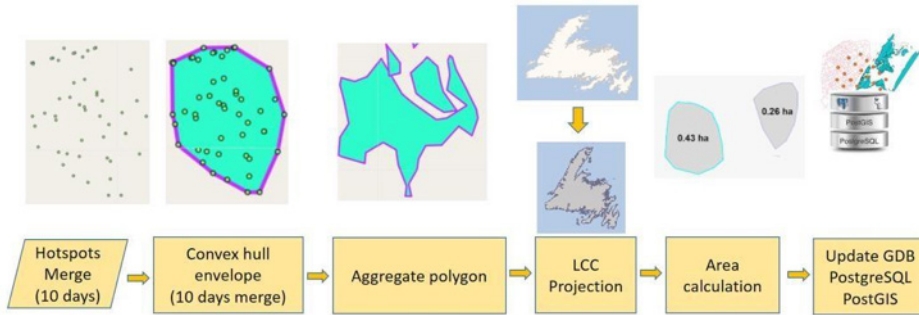 0.43 ha
0.26 ha
PostGIS
PostgreSQL
Hotspots
Merge
(10 days)
Convex hull
envelope
(10 days merge)
Aggregate polygon
LCC
Projection
Area
calculation
Update GDB
PostgreSQL
PostGIS